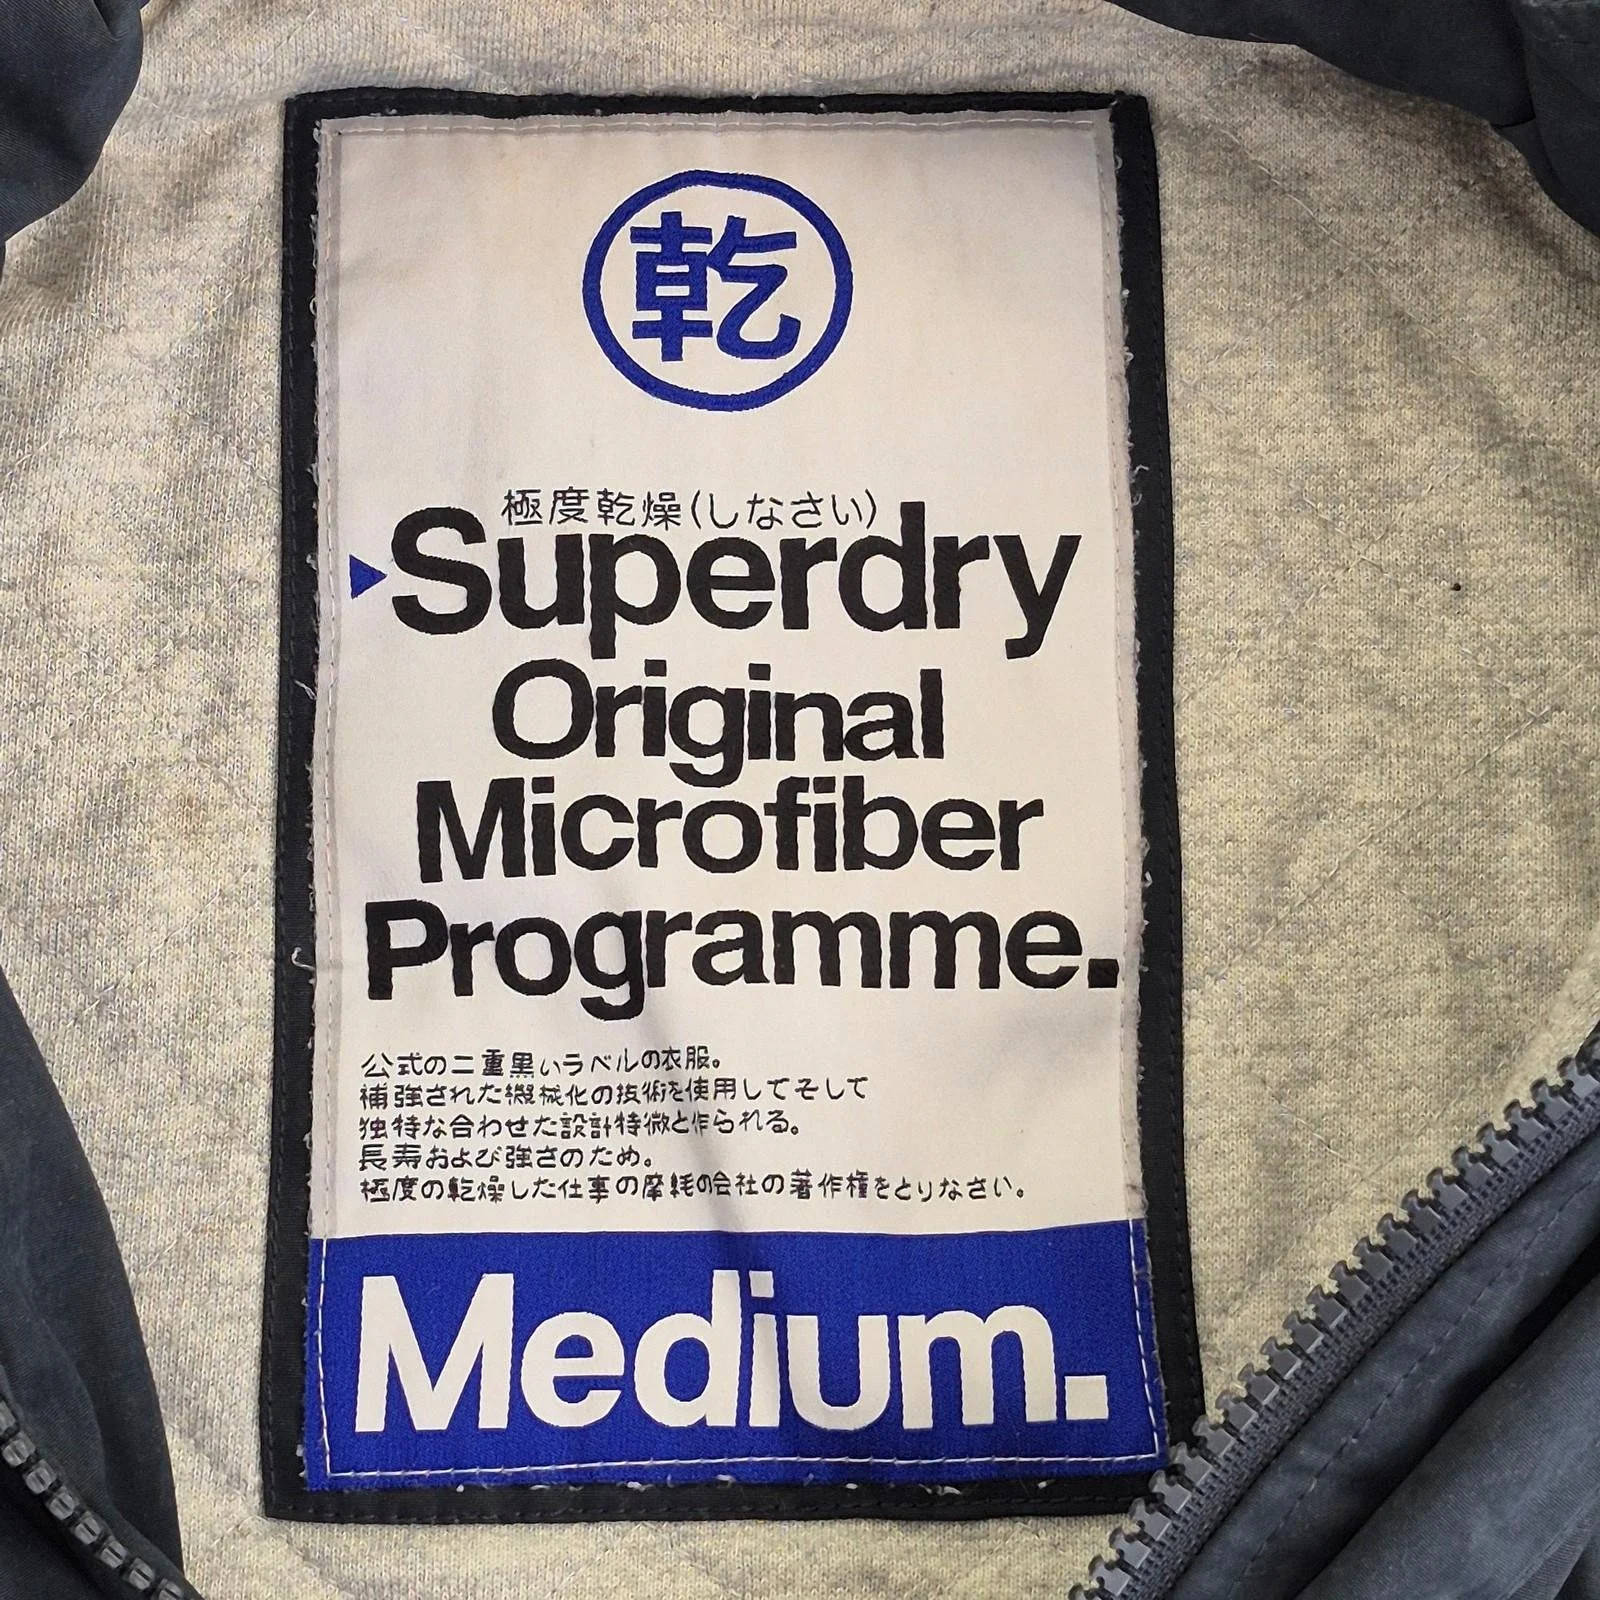 乾
極度乾燥(しなさい)
Superdry
Original
Microfiber
Programme.
公式の二重黒いラベルの衣服。
補強された機械化の技術を使用してそして
独特な合わせた設計特徴と作られる。
長寿および強さのため。
極度の乾燥した仕事の摩耗の会社の著作権をとりなさい。
Medium.